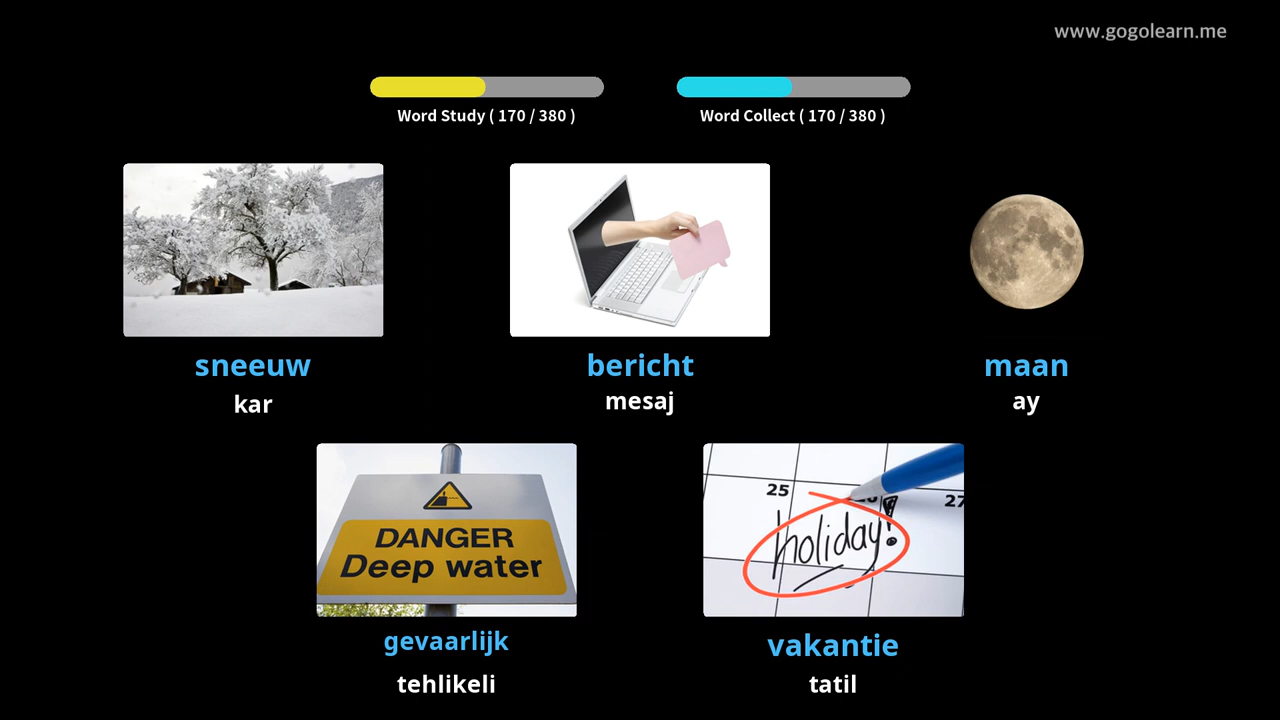 www.gogolearn.me
Word Study ( 170 / 380 )
Word Collect ( 170 / 380 )
sneeuw
kar
bericht
mesaj
maan
ay
DANGER
Deep water
gevaarlijk
tehlikeli
25
27
holiday!
vakantie
tatil